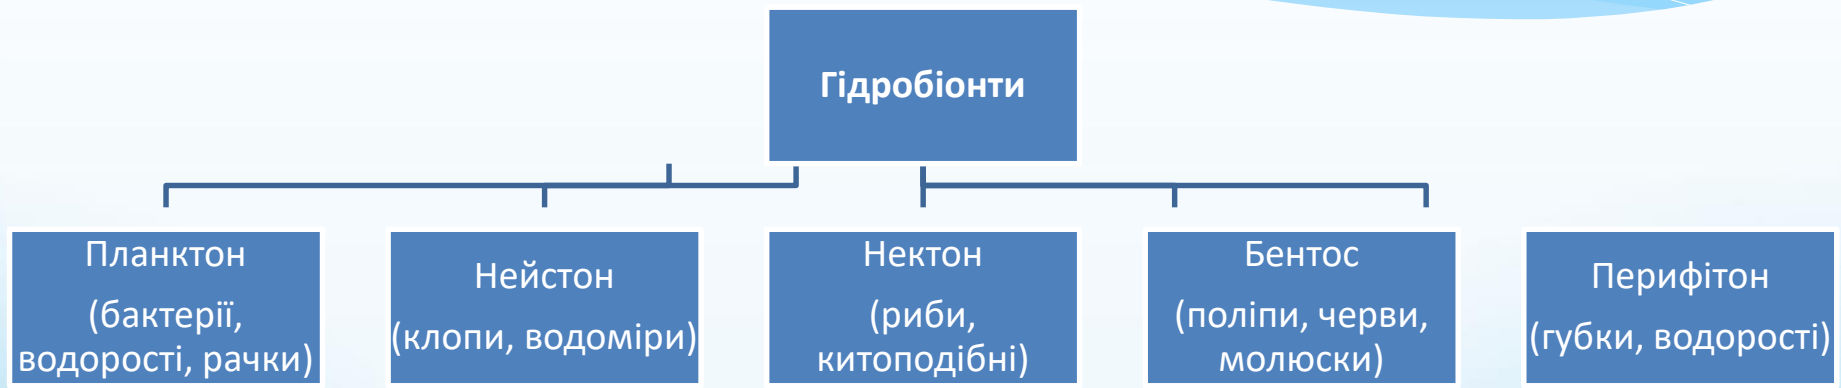 Гідробіонти
Планктон
(бактерії,
водорості, рачки)
Нейстон
(клопи, водоміри)
Нектон
(риби,
китоподібні)
Бентос
(поліпи, черви,
молюски)
Перифітон
(губки, водорості)